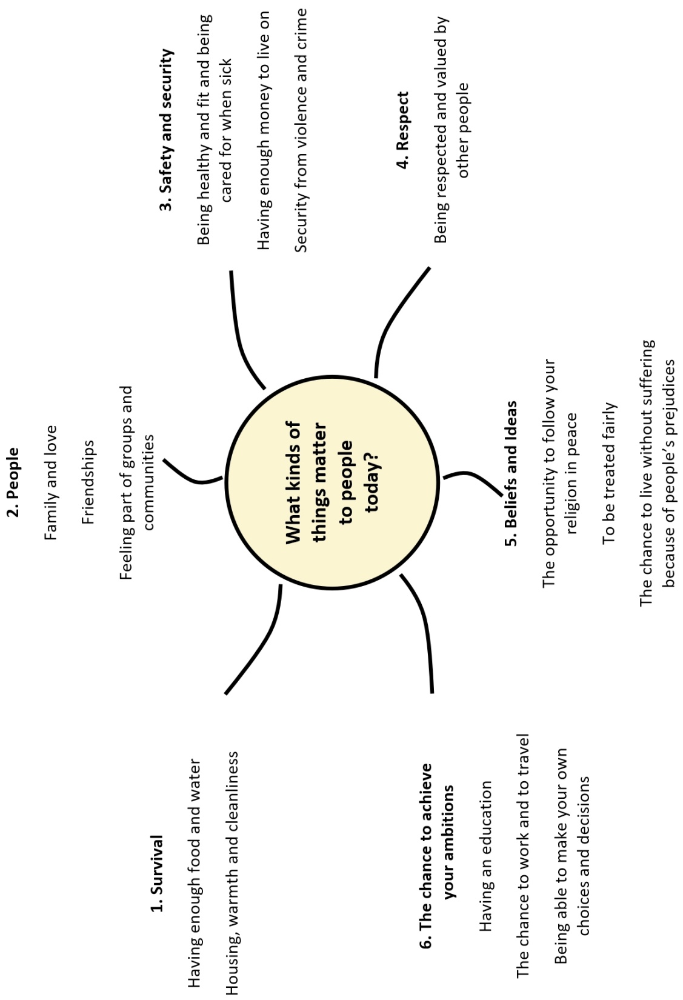 What kinds of
things matter
to people
today?
1. Survival
Having enough food and water
Housing, warmth and cleanliness
2. People
Family and love
Friendships
Feeling part of groups and
communities
3. Safety and security
Being healthy and fit and being
cared for when sick
Having enough money to live on
Security from violence and crime
4. Respect
Being respected and valued by
other people
5. Beliefs and Ideas
The opportunity to follow your
religion in peace
To be treated fairly
The chance to live without suffering
because of people’s prejudices
6. The chance to achieve
your ambitions
Having an education
The chance to work and to travel
Being able to make your own
choices and decisions